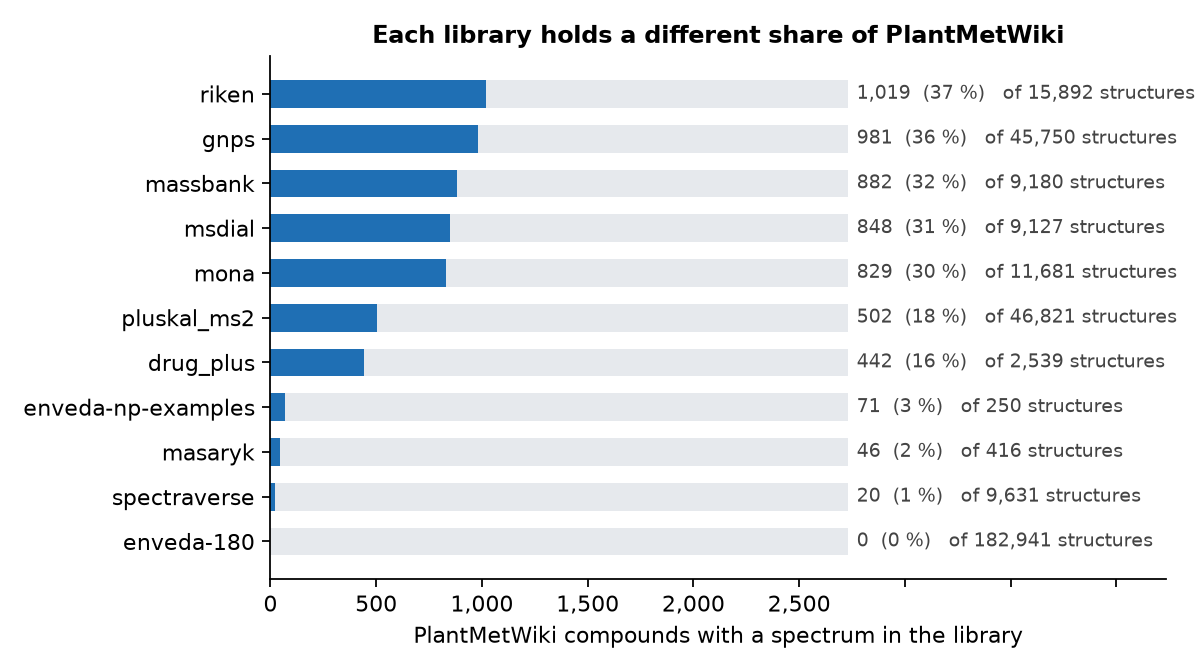 Each library holds a different share of PlantMetWiki
riken 1,019 (37 %) of 15,892 structures
gnps 981 (36 %) of 45,750 structures
massbank 882 (32 %) of 9,180 structures
msdial 848 (31 %) of 9,127 structures
mona 829 (30 %) of 11,681 structures
pluskal_ms2 502 (18 %) of 46,821 structures
drug_plus 442 (16 %) of 2,539 structures
enveda-np-examples 71 (3 %) of 250 structures
masaryk 46 (2 %) of 416 structures
spectraverse 20 (1 %) of 9,631 structures
enveda-180 0 (0 %) of 182,941 structures
0 500 1,000 1,500 2,000 2,500
PlantMetWiki compounds with a spectrum in the library